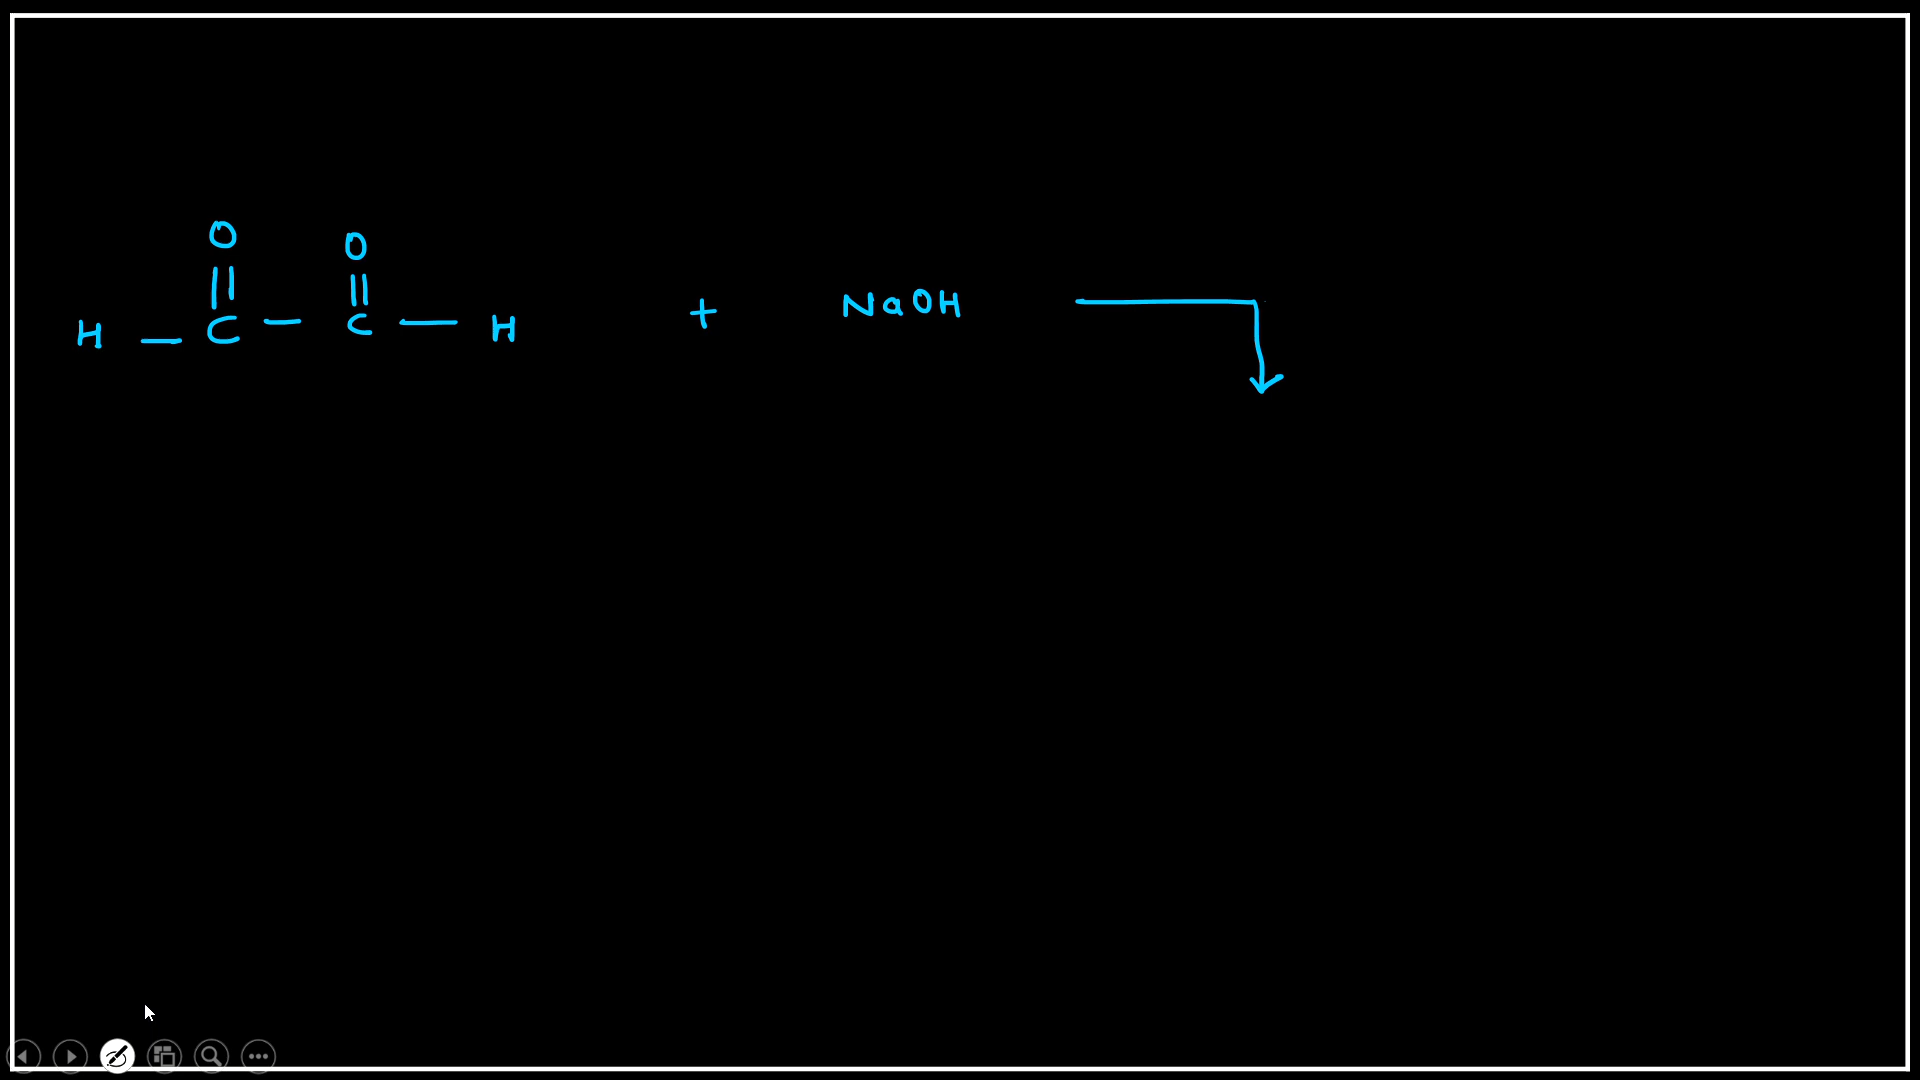 O O
|| ||
H - C - C - H + NaOH